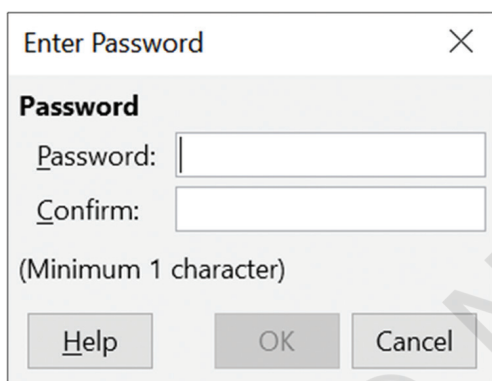 Enter Password
Password
Password:
Confirm:
(Minimum 1 character)
Help OK Cancel